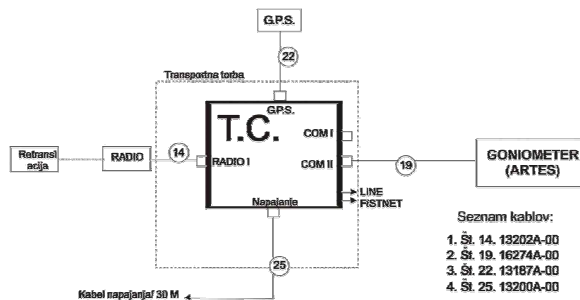 G.P.S.
22
Transportna torba
G.P.S.
T.C.
COM I
Retransl
acija
RADIO
14
RADIO I
COM II
19
GONIOMETER
(ARTES)
LINE
FISTNET
Napajanje
Seznam kablov:
1. Št. 14. 13202A-00
2. Št. 19. 16274A-00
3. Št. 22. 13187A-00
4. Št. 25. 13200A-00
25
Kabel napajanja/ 30 M